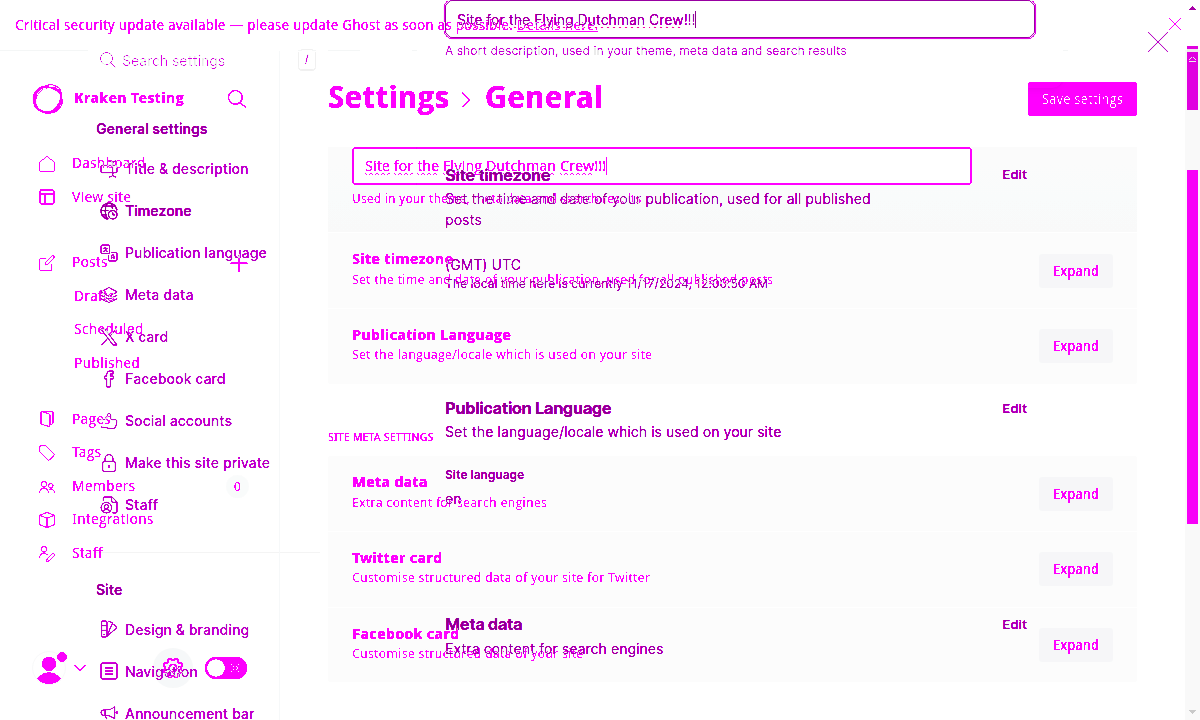 Site for the Flying Dutchman Crew!!!
Critical security update available — please update Ghost as soon as possible. Details here.
A short description, used in your theme, meta data and search results
Search settings
/
Kraken Testing
Settings > General
Save settings
General settings
Dashboard
Title & description
View site
Timezone
Publication language
Posts
Drafts
Meta data
Scheduled
X card
Published
Facebook card
Pages
Social accounts
Tags
Make this site private
Members
0
Staff
Integrations
Staff
Site
Design & branding
Navigation
Announcement bar
Site for the Flying Dutchman Crew!!!
Site timezone
Edit
Used in your theme, meta data and search results
Set the time and date of your publication, used for all published
posts
Site timezone
(GMT) UTC
Set the time and date of your publication, used for all published posts
The local time here is currently 11/17/2024, 12:03:50 AM
Expand
Publication Language
Set the language/locale which is used on your site
Expand
Publication Language
Edit
Set the language/locale which is used on your site
SITE META SETTINGS
Site language
en
Meta data
Extra content for search engines
Expand
Twitter card
Customise structured data of your site for Twitter
Expand
Meta data
Edit
Facebook card
Extra content for search engines
Customise structured data of your site
Expand